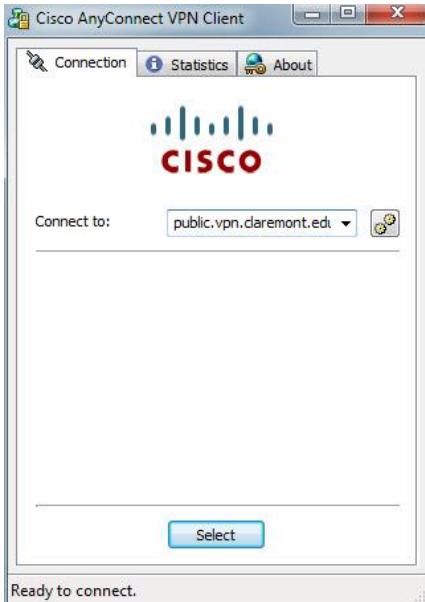 Cisco AnyConnect VPN Client
Connection Statistics About
CISCO
Connect to: public.vpn.claremont.edu
Select
Ready to connect.